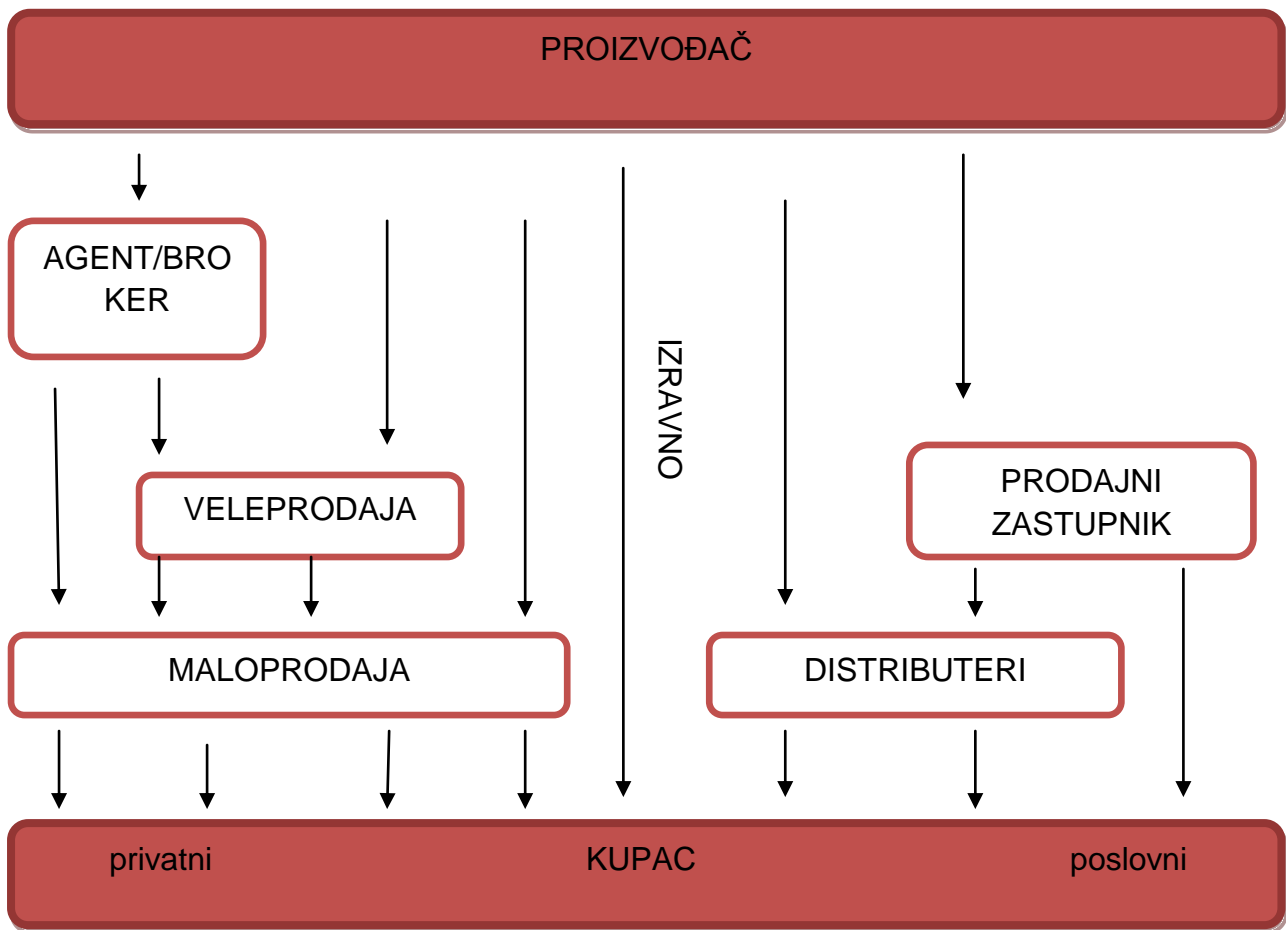 PROIZVOĐAČ
AGENT/BRO
KER
IZRAVNO
VELEPRODAJA
PRODAJNI
ZASTUPNIK
MALOPRODAJA
DISTRIBUTERI
privatni KUPAC poslovni